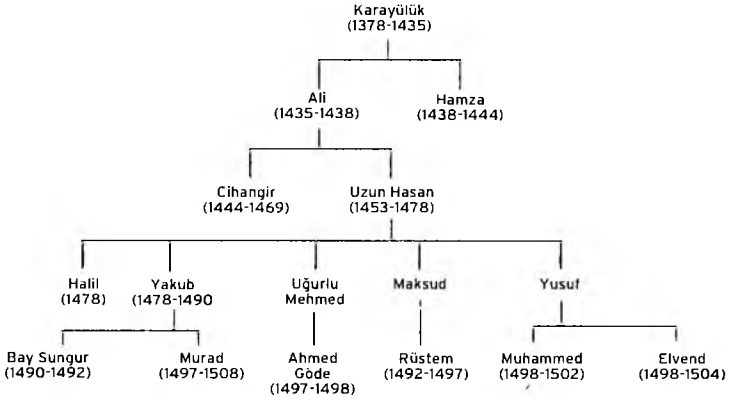 Karayülük
(1378-1435)
Ali
(1435-1438)
Hamza
(1438-1444)
Cihangir
(1444-1469)
Uzun Hasan
(1453-1478)
Halil
(1478)
Yakub
(1478-1490
Uğurlu
Mehmed
Maksud
Yusuf
Bay Sungur
(1490-1492)
Murad
(1497-1508)
Ahmed
Göde
(1497-1498)
Rüstem
(1492-1497)
Muhammed
(1498-1502)
Elvend
(1498-1504)